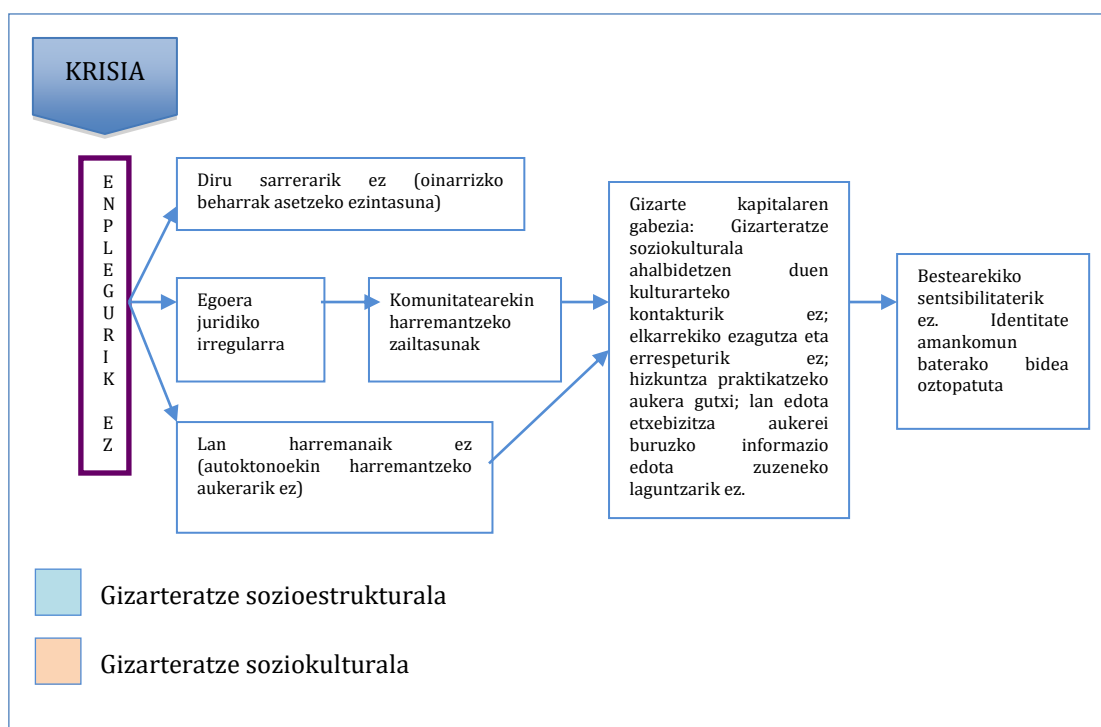 KRISIA
E
N
P
L
E
G
U
R
I
K
E
Z
Diru sarrerarik ez (oinarrizko
beharrak asetzeko ezintasuna)
Egoera
juridiko
irregularra
Komunitatearekin
harremantzeko
zailtasunak
Lan harremanaik ez
(autoktonoekin harremantzeko
aukerarik ez)
Gizarte kapitalaren
gabezia: Gizarteratze
soziokulturala
ahalbidetzen duen
kulturarteko
kontakturik ez;
elkarrekiko ezagutza eta
errespeturik ez;
hizkuntza praktikatzeko
aukera gutxi; lan edota
etxebizitza aukerei
buruzko informazio
edota zuzeneko
laguntzarik ez.
Bestearekiko
sentsibilitaterik
ez. Identitate
amankomun
baterako bidea
oztopatuta
Gizarteratze sozioestrukturala
Gizarteratze soziokulturala